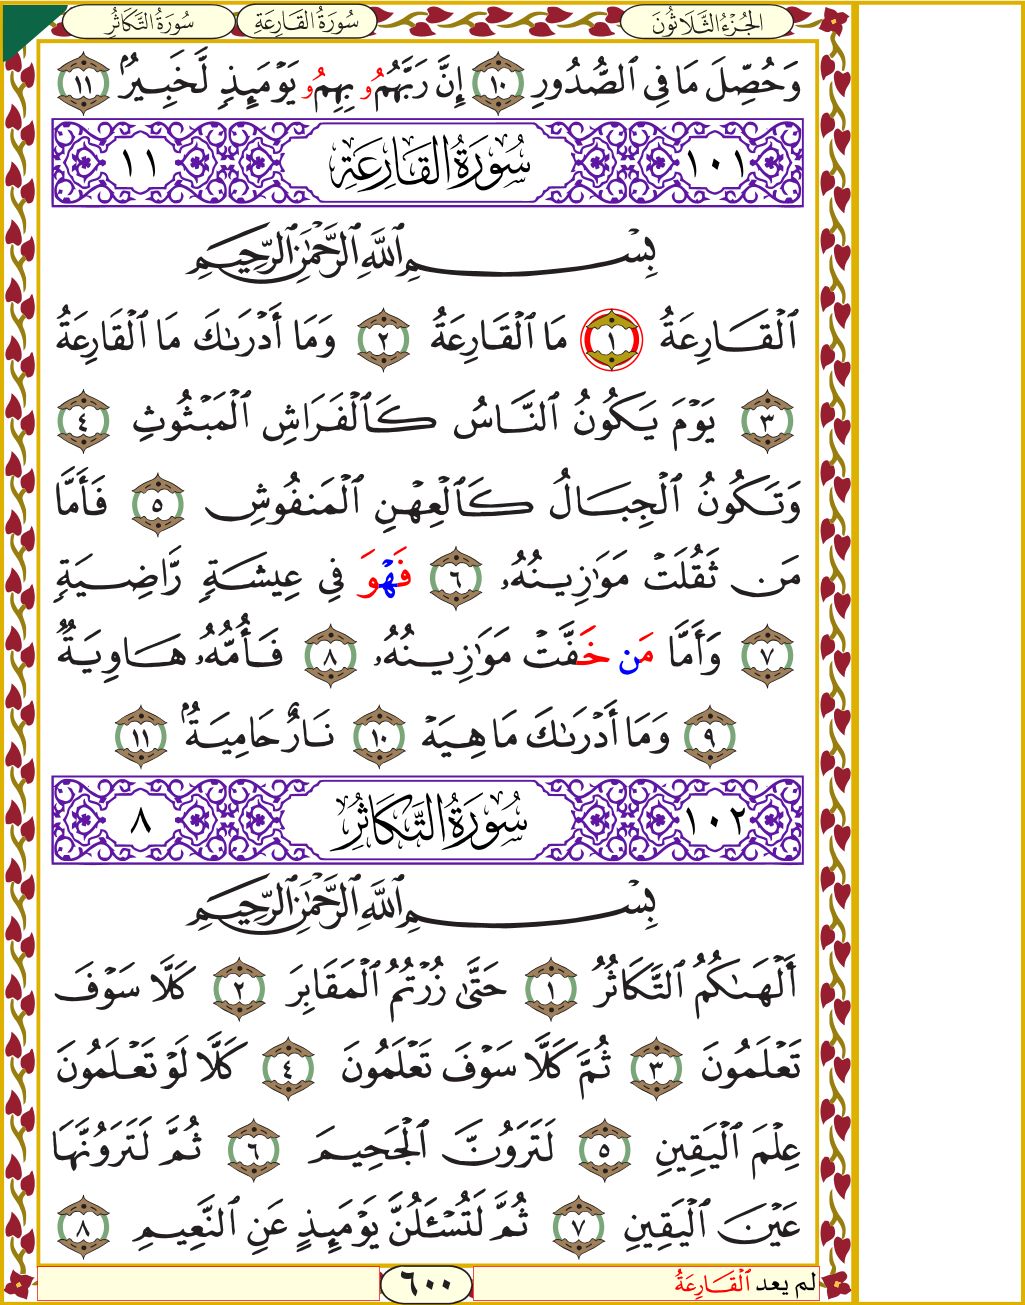 الجُزْءُ الثَّلَاثُونَ سُورَةُ القَارِعَةِ سُورَةُ التَّكَاثُرِ
وَحُصِّلَ مَا فِي ٱلصُّدُورِ ١٠ إِنَّ رَبَّهُمُو بِهِمُو يَوْمَئِذٍ لَّخَبِيرٌۢ ١١
١٠١ سُورَةُ القَارِعَةِ ١١
بِسْمِ ٱللَّهِ ٱلرَّحْمَٰنِ ٱلرَّحِيمِ
ٱلْقَارِعَةُ ١ مَا ٱلْقَارِعَةُ ٢ وَمَا أَدْرَىٰكَ مَا ٱلْقَارِعَةُ
٣ يَوْمَ يَكُونُ ٱلنَّاسُ كَٱلْفَرَاشِ ٱلْمَبْثُوثِ ٤
وَتَكُونُ ٱلْجِبَالُ كَٱلْعِهْنِ ٱلْمَنفُوشِ ٥ فَأَمَّا
مَن ثَقُلَتْ مَوَٰزِينُهُۥ ٦ فَهْوَ فِي عِيشَةٍ رَّاضِيَةٍ
٧ وَأَمَّا مَن خَفَّتْ مَوَٰزِينُهُۥ ٨ فَأُمُّهُۥ هَاوِيَةٌ
٩ وَمَا أَدْرَىٰكَ مَا هِيَهْ ١٠ نَارٌ حَامِيَةٌۢ ١١
١٠٢ سُورَةُ التَّكَاثُرِ ٨
بِسْمِ ٱللَّهِ ٱلرَّحْمَٰنِ ٱلرَّحِيمِ
أَلْهَىٰكُمُ ٱلتَّكَاثُرُ ١ حَتَّىٰ زُرْتُمُ ٱلْمَقَابِرَ ٢ كَلَّا سَوْفَ
تَعْلَمُونَ ٣ ثُمَّ كَلَّا سَوْفَ تَعْلَمُونَ ٤ كَلَّا لَوْ تَعْلَمُونَ
عِلْمَ ٱلْيَقِينِ ٥ لَتَرَوُنَّ ٱلْجَحِيمَ ٦ ثُمَّ لَتَرَوُنَّهَا
عَيْنَ ٱلْيَقِينِ ٧ ثُمَّ لَتُسْـَٔلُنَّ يَوْمَئِذٍ عَنِ ٱلنَّعِيمِ ٨
لم يعد ٱلْقَارِعَةُ ٦٠٠